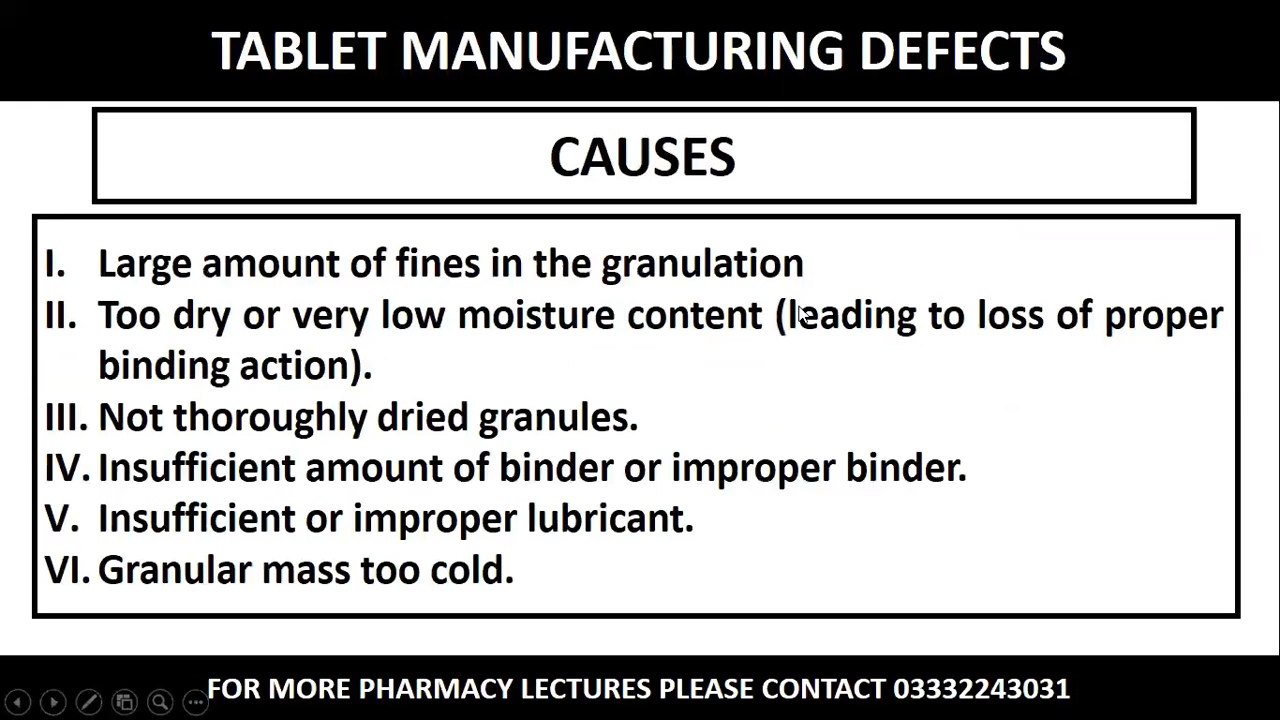 TABLET MANUFACTURING DEFECTS
CAUSES
I. Large amount of fines in the granulation
II. Too dry or very low moisture content (leading to loss of proper
binding action).
III. Not thoroughly dried granules.
IV. Insufficient amount of binder or improper binder.
V. Insufficient or improper lubricant.
VI. Granular mass too cold.
FOR MORE PHARMACY LECTURES PLEASE CONTACT 03332243031